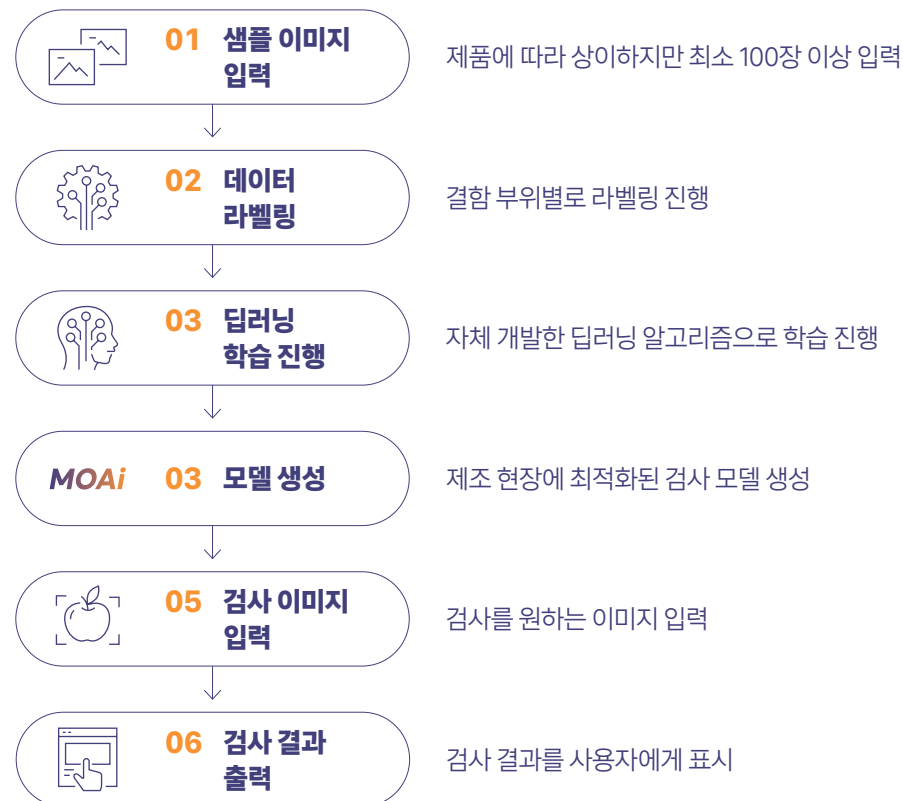 01 샘플 이미지
입력
제품에 따라 상이하지만 최소 100장 이상 입력
02 데이터
라벨링
결함 부위별로 라벨링 진행
03 딥러닝
학습 진행
자체 개발한 딥러닝 알고리즘으로 학습 진행
MOAi 03 모델 생성
제조 현장에 최적화된 검사 모델 생성
05 검사 이미지
입력
검사를 원하는 이미지 입력
06 검사 결과
출력
검사 결과를 사용자에게 표시